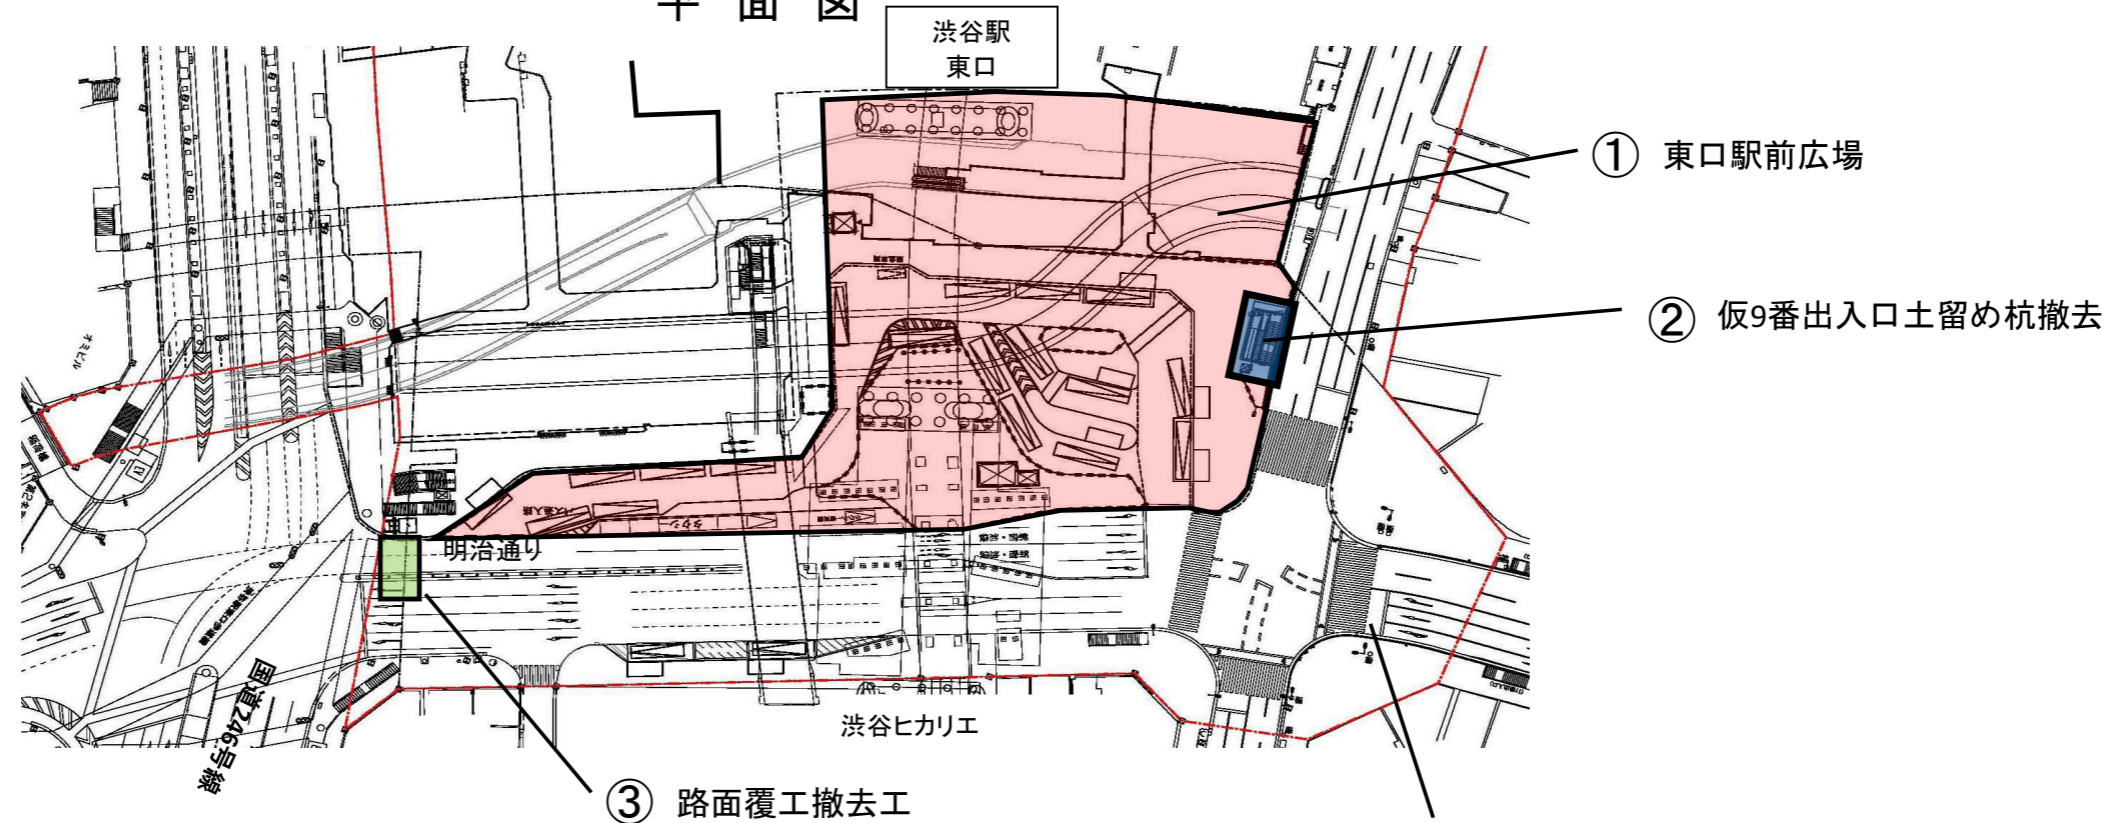 平 面 図
渋谷駅
東口
① 東口駅前広場
② 仮9番出入口土留め杭撤去
明治通り
渋谷ヒカリエ
国道246号線
③ 路面覆工撤去工